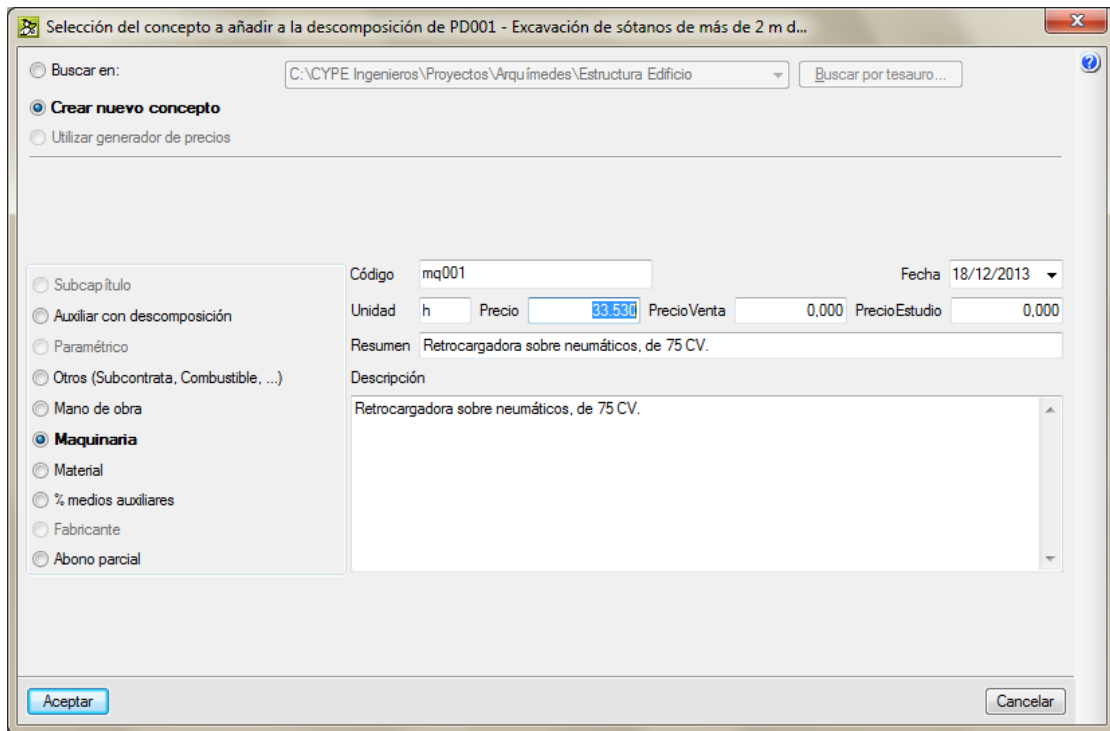 Selección del concepto a añadir a la descomposición de PD001 - Excavación de sótanos de más de 2 m d...
Buscar en: C:\CYPE Ingenieros\Proyectos\Arquímedes\Estructura Edificio Buscar por tesauro...
Crear nuevo concepto
Utilizar generador de precios
Subcapítulo
Auxiliar con descomposición
Paramétrico
Otros (Subcontrata, Combustible, ...)
Mano de obra
Maquinaria
Material
% medios auxiliares
Fabricante
Abono parcial
Código mq001 Fecha 18/12/2013
Unidad h Precio 33.530 PrecioVenta 0,000 PrecioEstudio 0,000
Resumen Retrocargadora sobre neumáticos, de 75 CV.
Descripción
Retrocargadora sobre neumáticos, de 75 CV.
Aceptar Cancelar